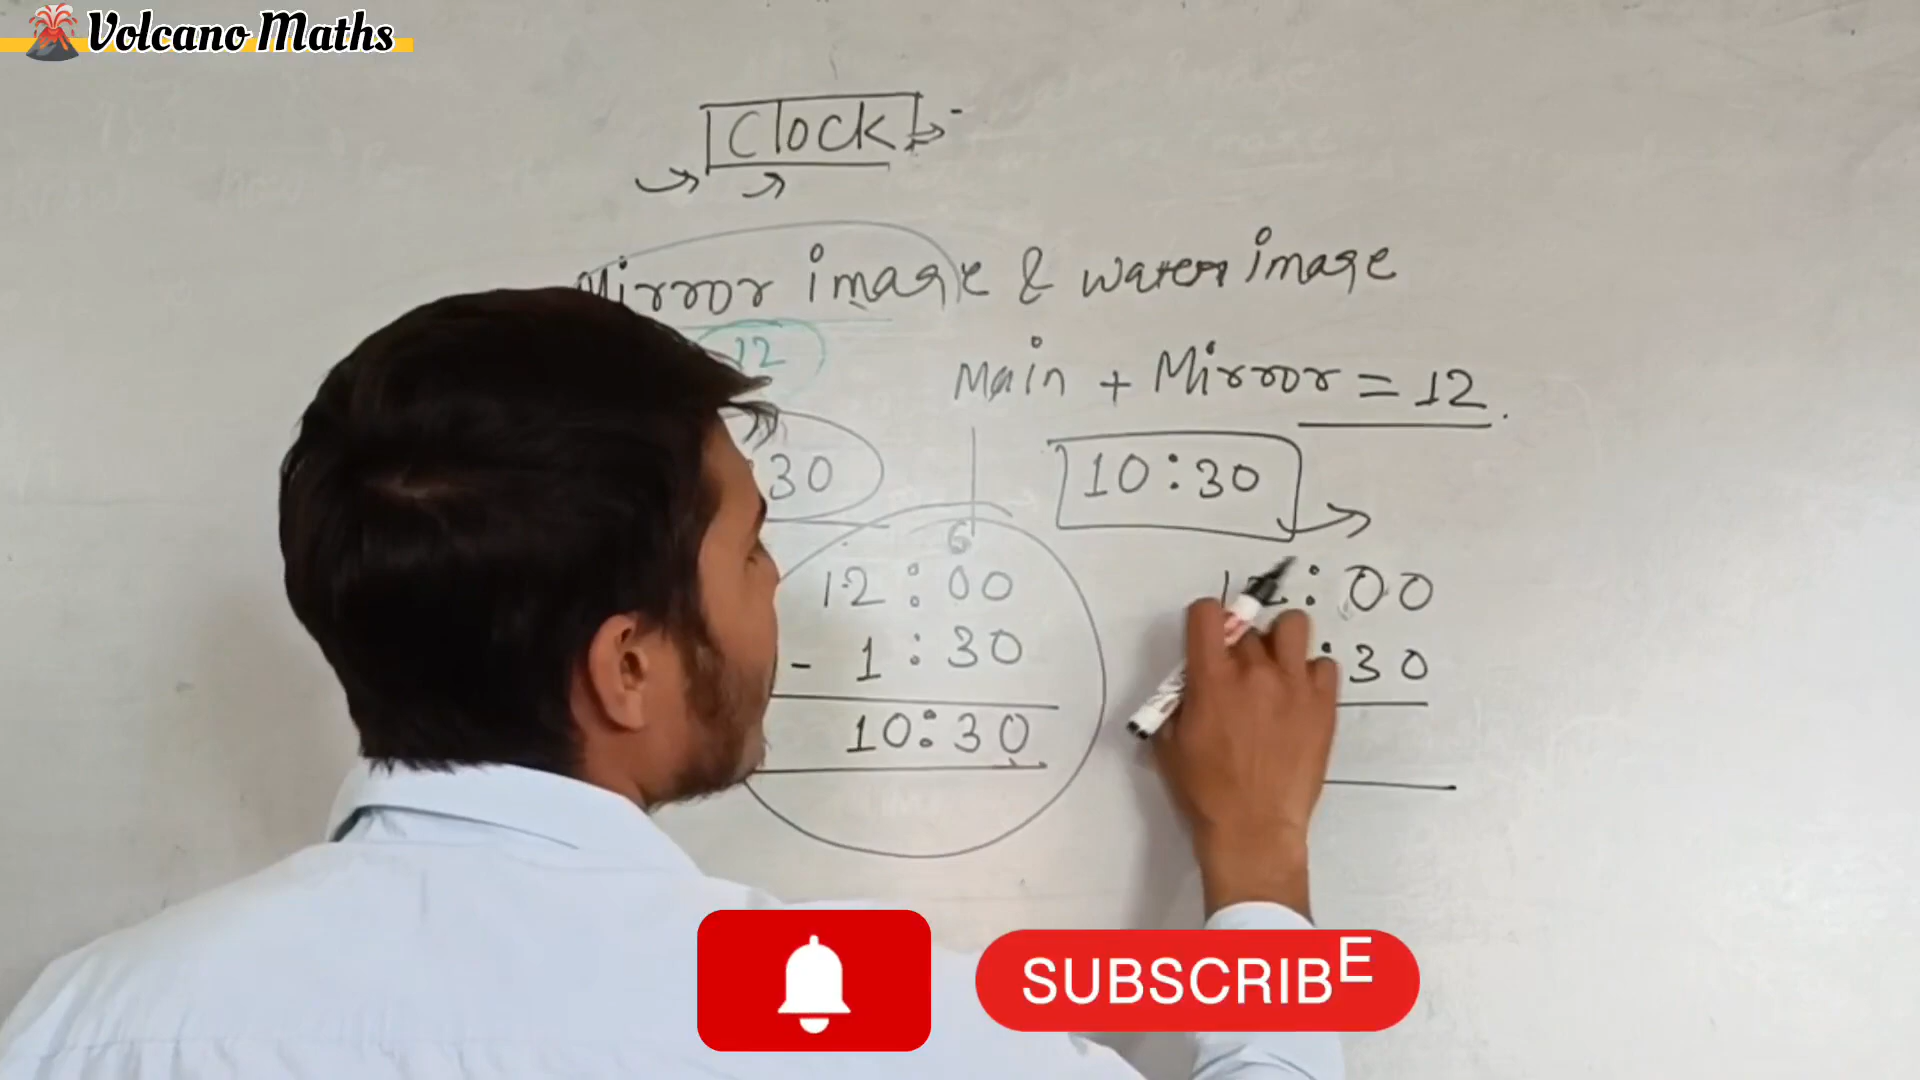 Volcano Maths
Clock
Mirror image & water image
12
Main + Mirror = 12
:30
10:30
6
12:00
- 1:30
10:30
12:00
:30
SUBSCRIBE